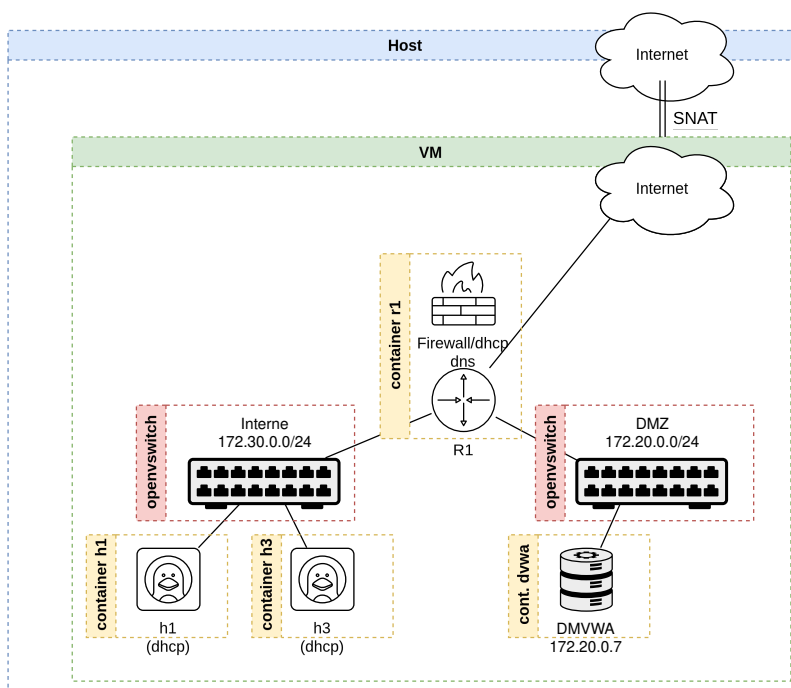 Host
Internet
SNAT
VM
Internet
container r1
Firewall/dhcp
dns
R1
openvswitch
Interne
172.30.0.0/24
openvswitch
DMZ
172.20.0.0/24
container h1
h1
(dhcp)
container h3
h3
(dhcp)
cont. dvwa
DMVWA
172.20.0.7